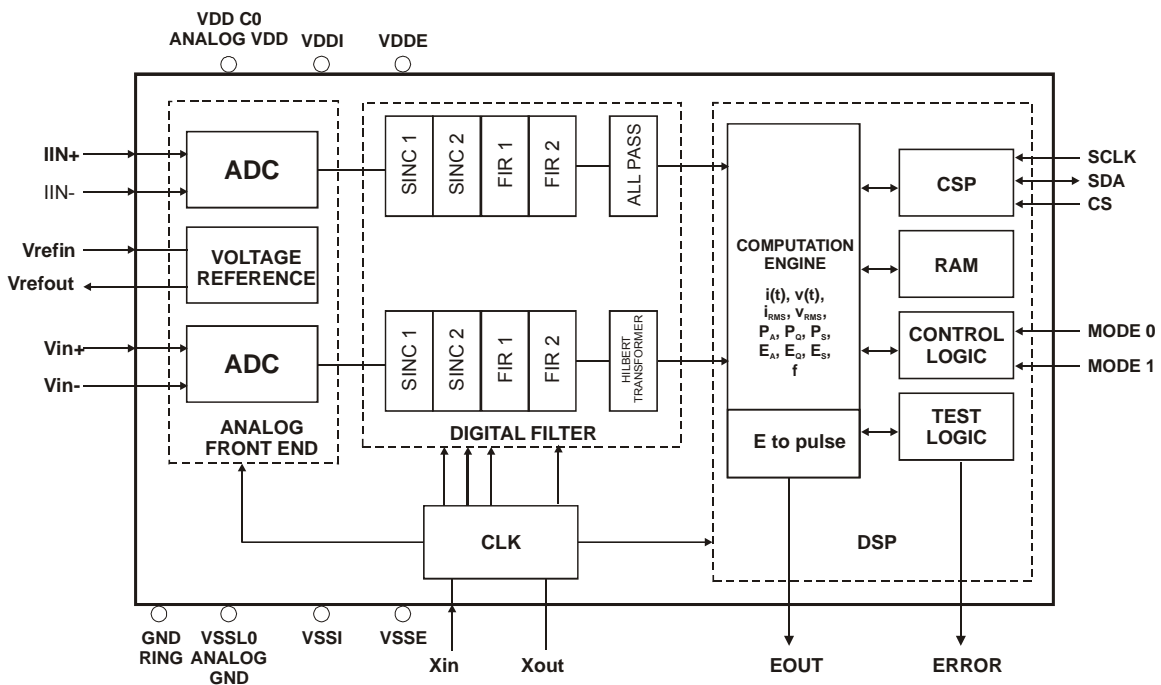 VDD C0
ANALOG VDD
VDDI
VDDE
IIN+
IIN-
Vrefin
Vrefout
Vin+
Vin-
ADC
VOLTAGE
REFERENCE
ADC
ANALOG
FRONT END
SINC 1
SINC 2
FIR 1
FIR 2
ALL PASS
SINC 1
SINC 2
FIR 1
FIR 2
HILBERT
TRANSFORMER
DIGITAL FILTER
COMPUTATION
ENGINE
i(t), v(t),
iRMS, vRMS,
PA, PQ, PS,
EA, EQ, ES,
f
E to pulse
CSP
RAM
CONTROL
LOGIC
TEST
LOGIC
DSP
SCLK
SDA
CS
MODE 0
MODE 1
CLK
GND
RING
VSSL0
ANALOG
GND
VSSI
VSSE
Xin
Xout
EOUT
ERROR